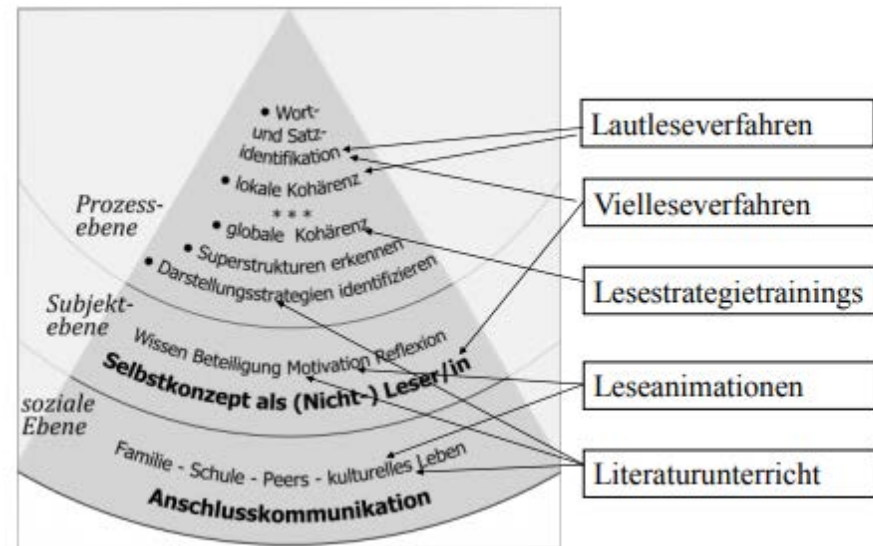 • Wort-
und Satz-
identifikation
• lokale Kohärenz
* * *
• globale Kohärenz
• Superstrukturen erkennen
• Darstellungsstrategien identifizieren
Prozess-
ebene
Wissen Beteiligung Motivation Reflexion
Selbstkonzept als (Nicht-) Leser/in
Subjekt-
ebene
Familie - Schule - Peers - kulturelles Leben
Anschlusskommunikation
soziale
Ebene
Lautleseverfahren
Vielleseverfahren
Lesestrategietrainings
Leseanimationen
Literaturunterricht